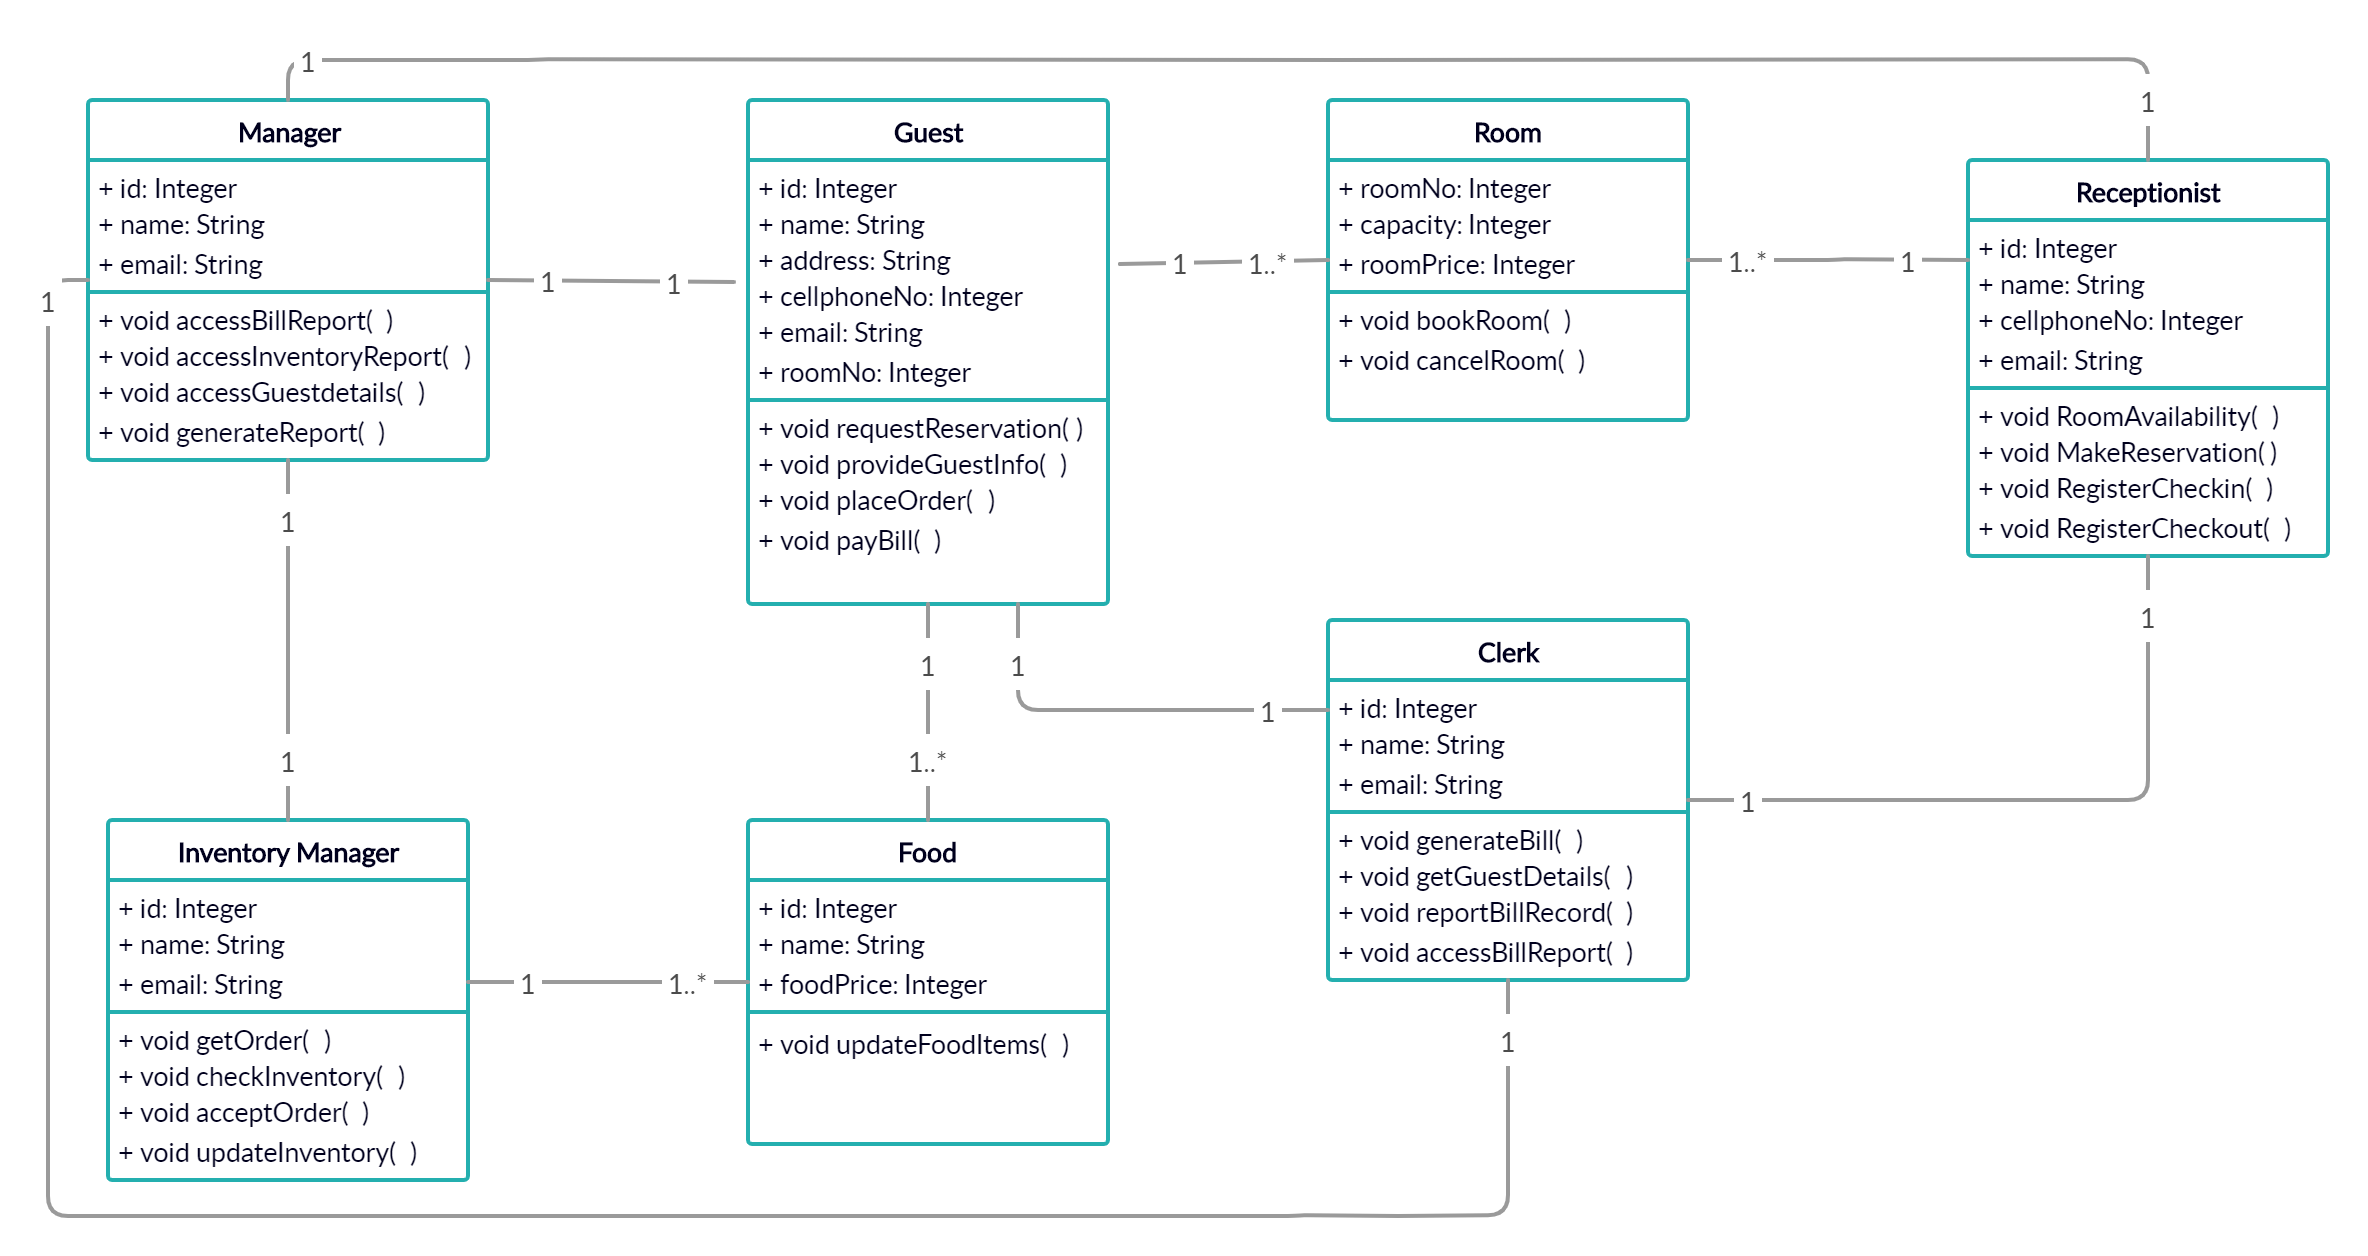 1
1
Manager
+ id: Integer
+ name: String
+ email: String
+ void accessBillReport(  )
+ void accessInventoryReport(  )
+ void accessGuestdetails(  )
+ void generateReport(  )
1
1
1
Guest
+ id: Integer
+ name: String
+ address: String
+ cellphoneNo: Integer
+ email: String
+ roomNo: Integer
+ void requestReservation( )
+ void provideGuestInfo(  )
+ void placeOrder(  )
+ void payBill(  )
1
1..*
Room
+ roomNo: Integer
+ capacity: Integer
+ roomPrice: Integer
+ void bookRoom(  )
+ void cancelRoom(  )
1..*
1
Receptionist
+ id: Integer
+ name: String
+ cellphoneNo: Integer
+ email: String
+ void RoomAvailability(  )
+ void MakeReservation( )
+ void RegisterCheckin(  )
+ void RegisterCheckout(  )
1
1
1
1..*
1
1
1
1
Inventory Manager
+ id: Integer
+ name: String
+ email: String
+ void getOrder(  )
+ void checkInventory(  )
+ void acceptOrder(  )
+ void updateInventory(  )
1
1..*
Food
+ id: Integer
+ name: String
+ foodPrice: Integer
+ void updateFoodItems(  )
Clerk
+ id: Integer
+ name: String
+ email: String
+ void generateBill(  )
+ void getGuestDetails(  )
+ void reportBillRecord(  )
+ void accessBillReport(  )
1
1